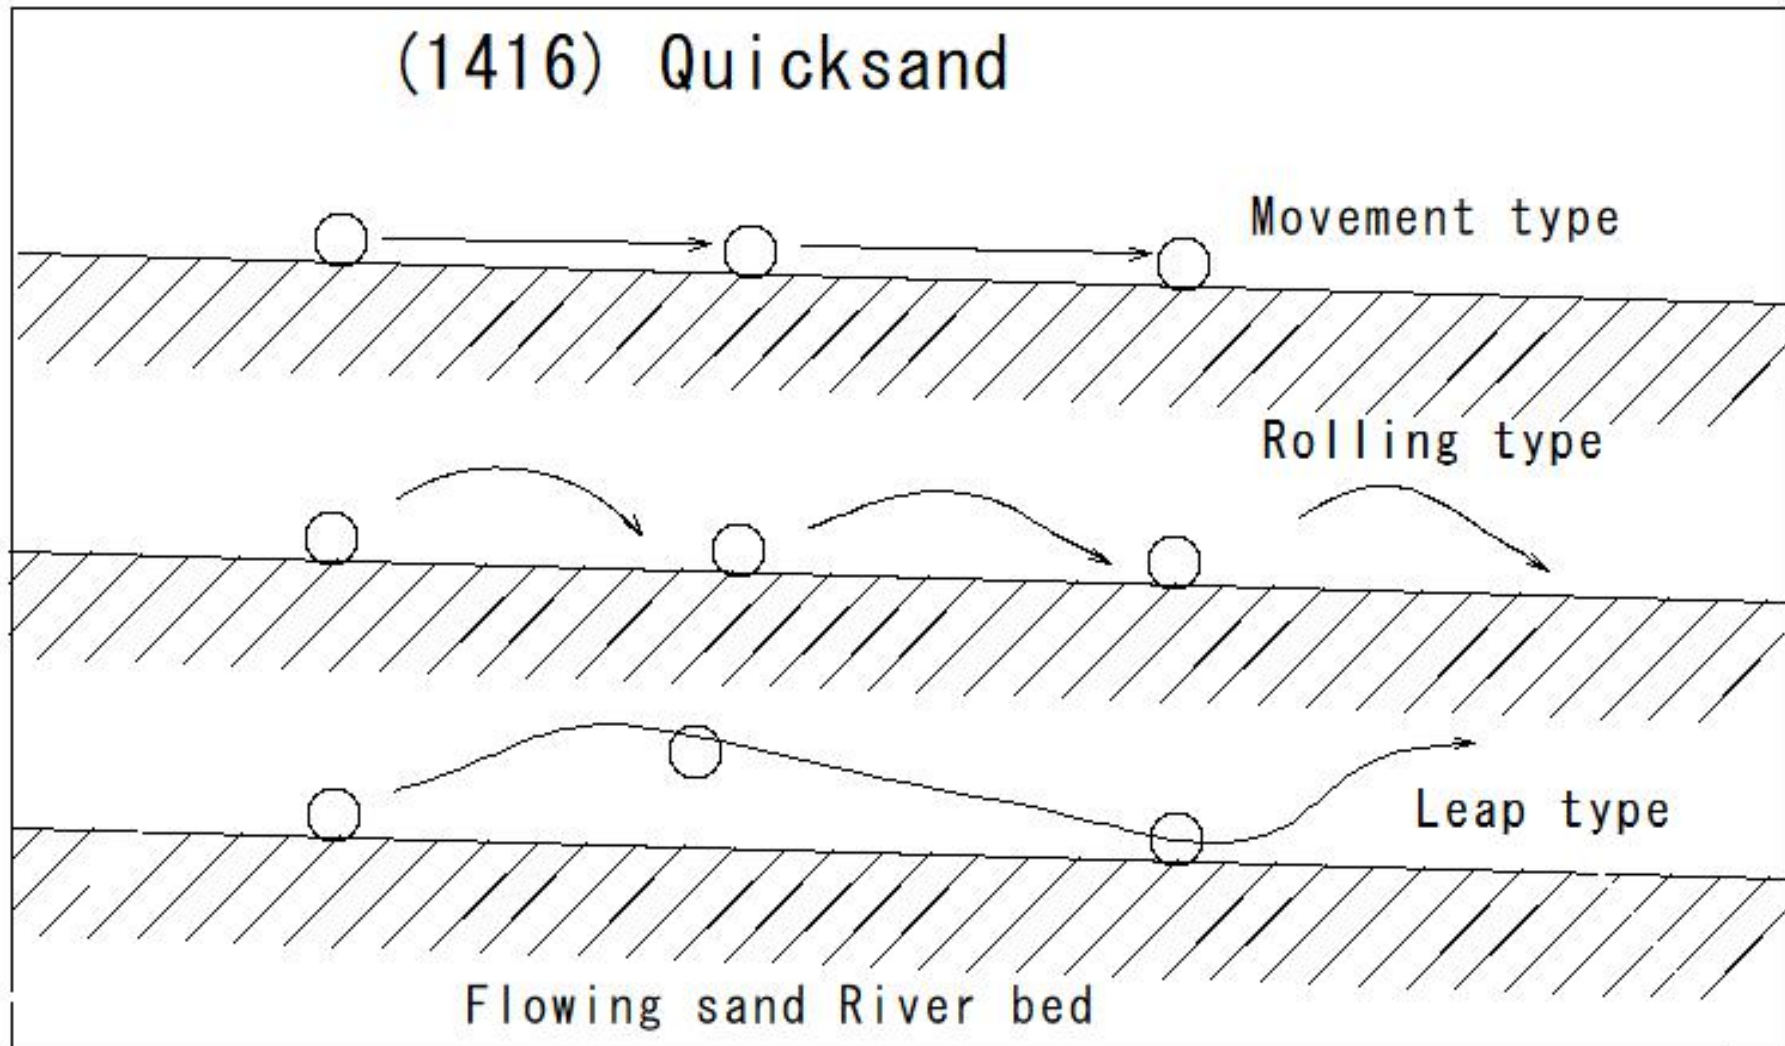 (1416) Quicksand
Movement type
Rolling type
Leap type
Flowing sand River bed